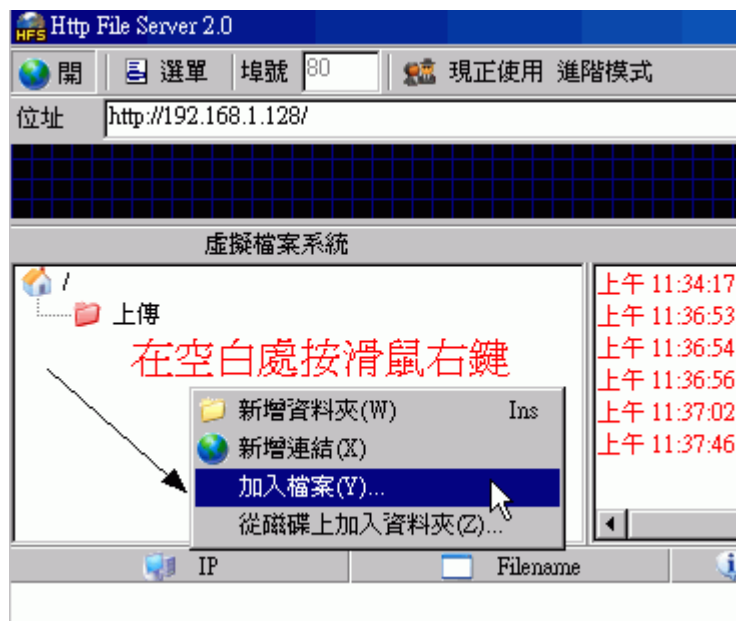 HFS Http File Server 2.0
開 選單 埠號 80 現正使用 進階模式
位址 http://192.168.1.128/
虛擬檔案系統
/
上傳
在空白處按滑鼠右鍵
新增資料夾(W) Ins
新增連結(X)
加入檔案(Y)...
從磁碟上加入資料夾(Z)...
上午 11:34:17
上午 11:36:53
上午 11:36:54
上午 11:36:56
上午 11:37:02
上午 11:37:46
IP Filename